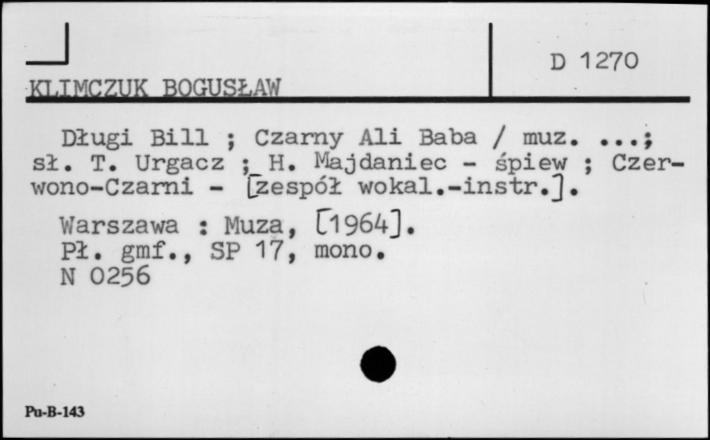 D 1270
KLIMCZUK BOGUSŁAW
Długi Bill ; Czarny Ali Baba / muz. ...;
sł. T. Urgacz ; H. Majdaniec - śpiew ; Czer-
wono-Czarni - [zespół wokal.-instr.].
Warszawa : Muza, [1964].
Pł. gmf., SP 17, mono.
N 0256
Pu-B-143